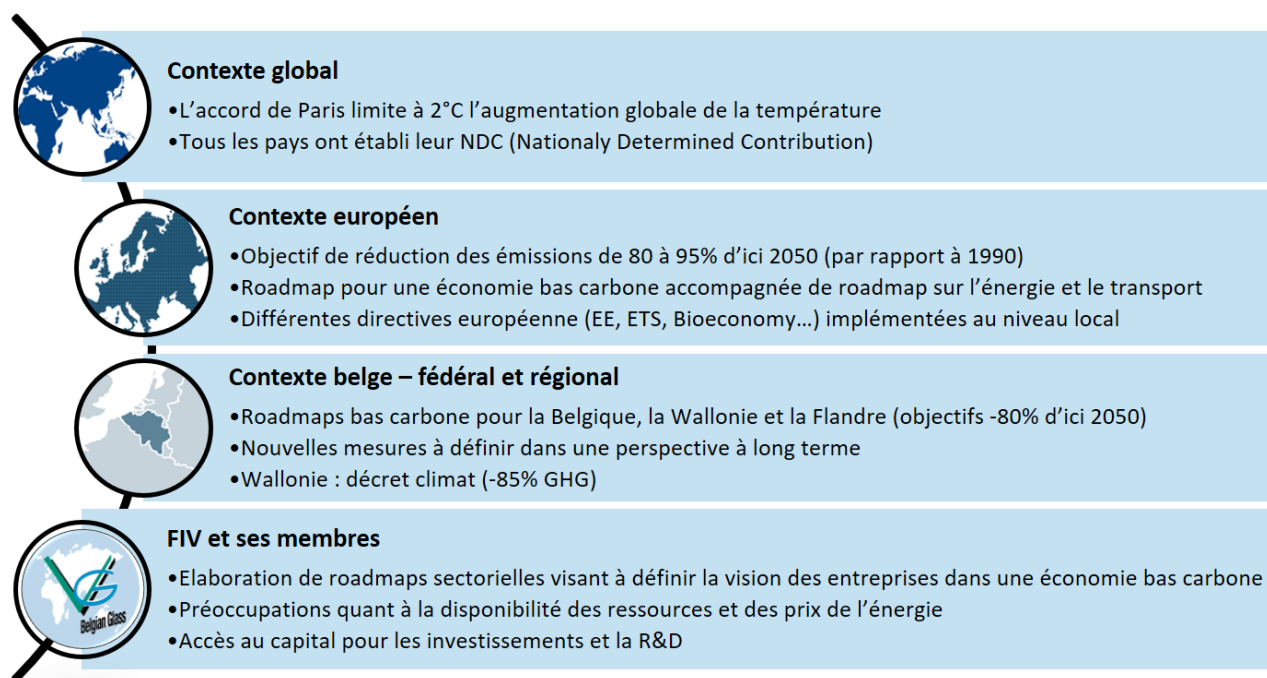 Contexte global
•L’accord de Paris limite à 2°C l’augmentation globale de la température
•Tous les pays ont établi leur NDC (Nationaly Determined Contribution)
Contexte européen
•Objectif de réduction des émissions de 80 à 95% d’ici 2050 (par rapport à 1990)
•Roadmap pour une économie bas carbone accompagnée de roadmap sur l’énergie et le transport
•Différentes directives européenne (EE, ETS, Bioeconomy…) implémentées au niveau local
Contexte belge – fédéral et régional
•Roadmaps bas carbone pour la Belgique, la Wallonie et la Flandre (objectifs -80% d’ici 2050)
•Nouvelles mesures à définir dans une perspective à long terme
•Wallonie : décret climat (-85% GHG)
FIV et ses membres
•Elaboration de roadmaps sectorielles visant à définir la vision des entreprises dans une économie bas carbone
•Préoccupations quant à la disponibilité des ressources et des prix de l’énergie
•Accès au capital pour les investissements et la R&D
VG
Belgian Glass